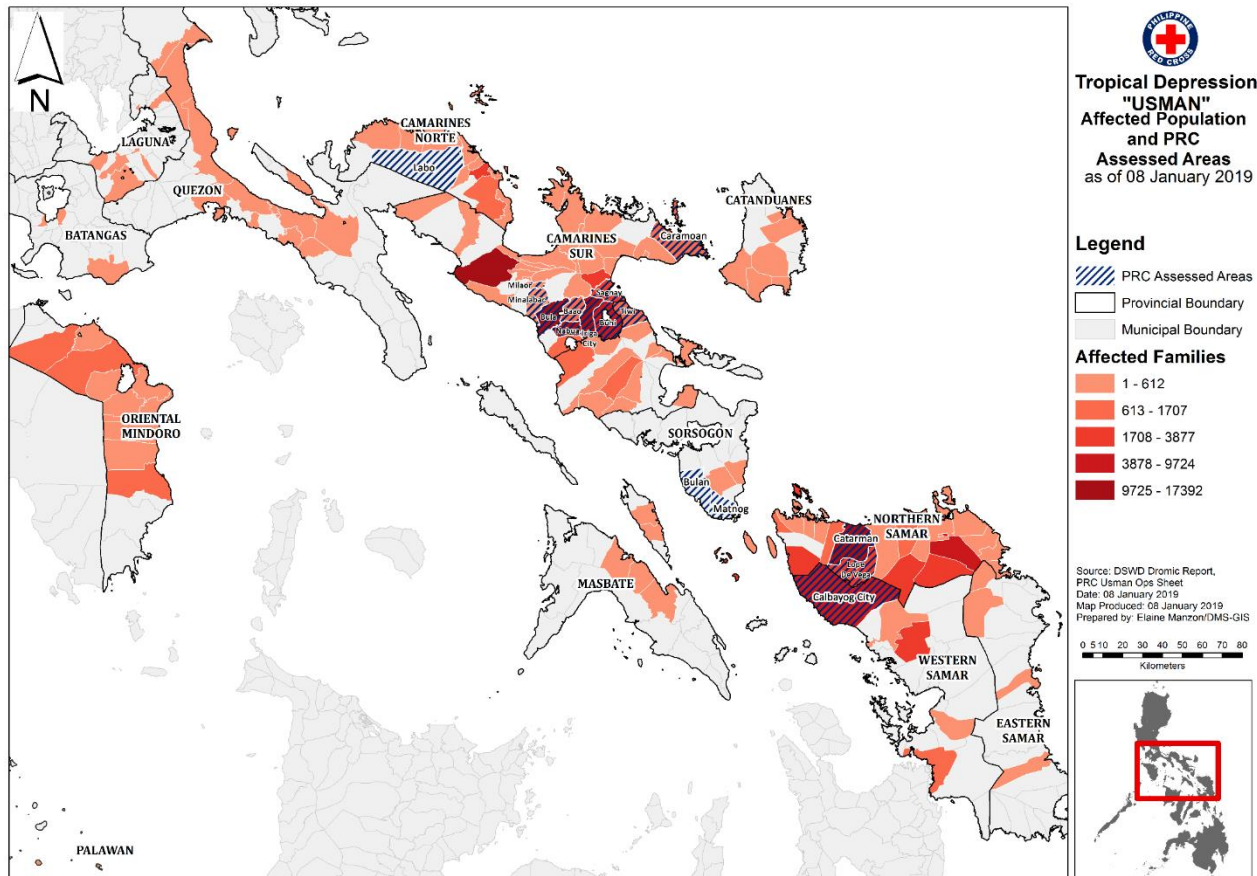 N
LAGUNA
QUEZON
BATANGAS
CAMARINES
NORTE
Labo
CATANDUANES
Caramoan
CAMARINES
SUR
Milaor
Minalabac
Sagnay
Bula
Baao
Buhi
Tiwi
Nabua
Iriga
City
ORIENTAL
MINDORO
SORSOGON
Bulan
Matnog
MASBATE
NORTHERN
SAMAR
Catarman
Lope
De Vega
Calbayog City
WESTERN
SAMAR
EASTERN
SAMAR
PALAWAN
PHILIPPINE
RED CROSS
Tropical Depression
"USMAN"
Affected Population
and PRC
Assessed Areas
as of 08 January 2019
Legend
PRC Assessed Areas
Provincial Boundary
Municipal Boundary
Affected Families
1 - 612
613 - 1707
1708 - 3877
3878 - 9724
9725 - 17392
Source: DSWD Dromic Report,
PRC Usman Ops Sheet
Date: 08 January 2019
Map Produced: 08 January 2019
Prepared by: Elaine Manzon/DMS-GIS
0 5 10 20 30 40 50 60 70 80
Kilometers